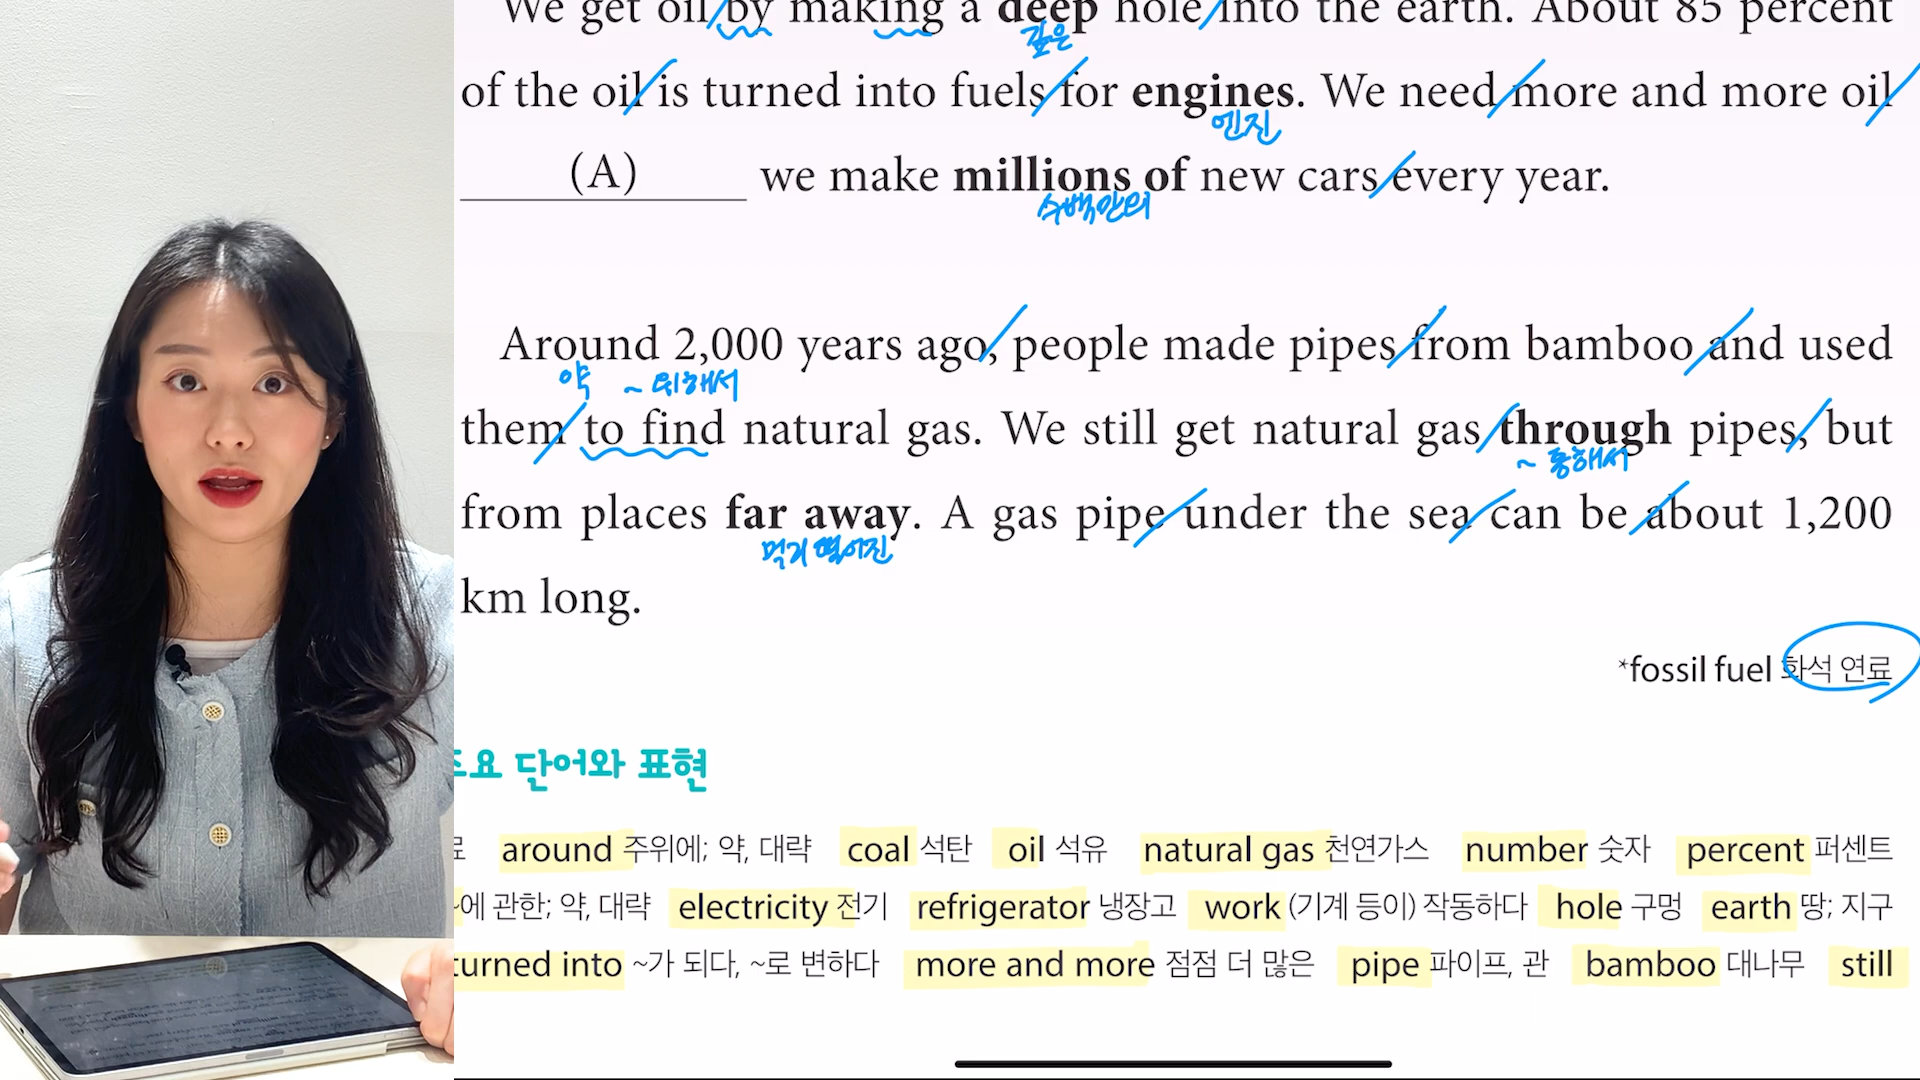 We get oil by making a deep hole into the earth. About 85 percent
깊은
of the oil is turned into fuels for engines. We need more and more oil
엔진
(A) we make millions of new cars every year.
수백만의
Around 2,000 years ago, people made pipes from bamboo and used
약 ~ 위해서
them to find natural gas. We still get natural gas through pipes, but
~ 통해서
from places far away. A gas pipe under the sea can be about 1,200
멀리 떨어진
km long.
*fossil fuel 화석 연료
요 단어와 표현
around 주위에; 약, 대략 coal 석탄 oil 석유 natural gas 천연가스 number 숫자 percent 퍼센트
~에 관한; 약, 대략 electricity 전기 refrigerator 냉장고 work (기계 등이) 작동하다 hole 구멍 earth 땅; 지구
turned into ~가 되다, ~로 변하다 more and more 점점 더 많은 pipe 파이프, 관 bamboo 대나무 still